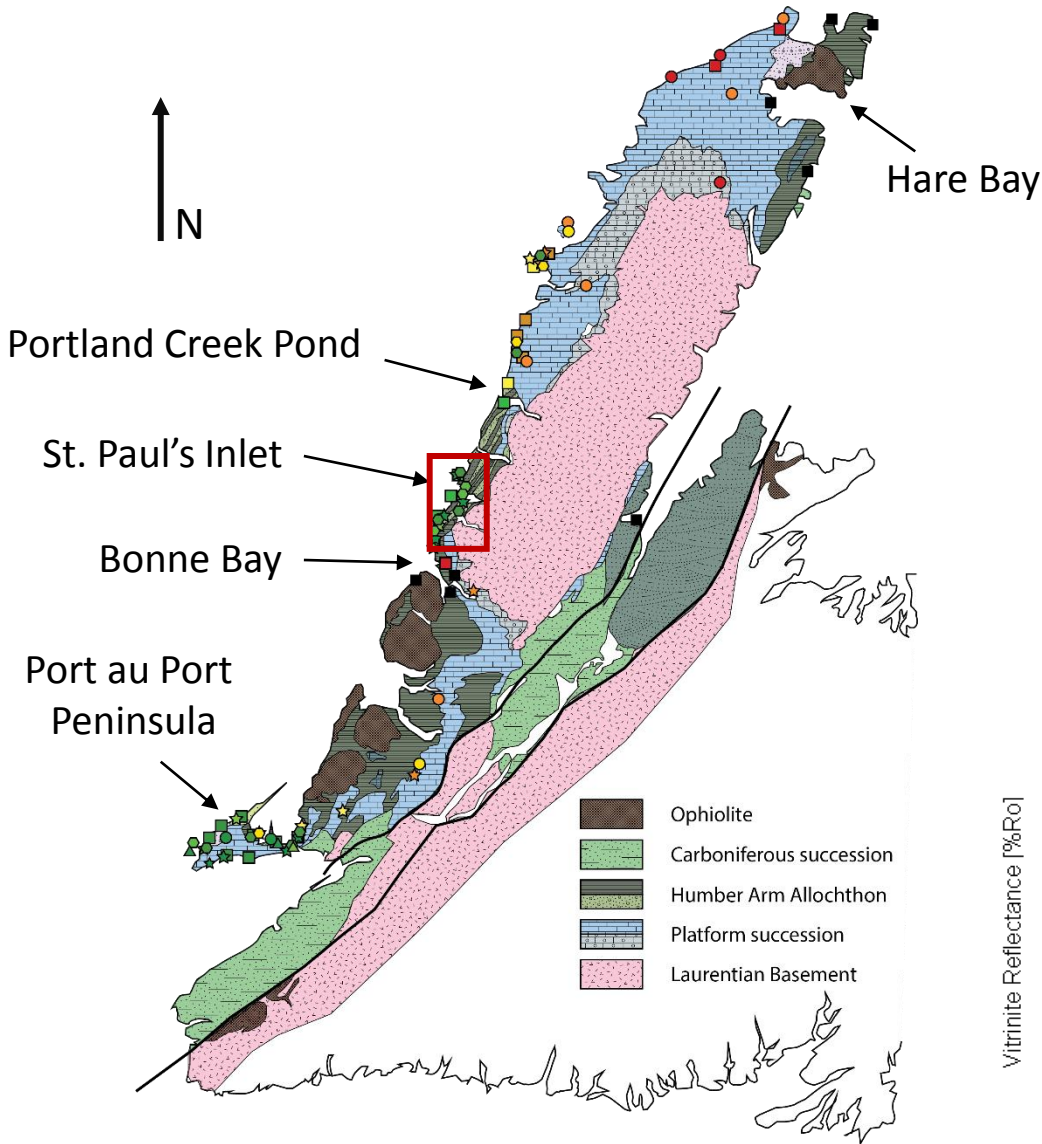 Hare Bay
N
Portland Creek Pond
St. Paul's Inlet
Bonne Bay
Port au Port
Peninsula
Ophiolite
Carboniferous succession
Humber Arm Allochthon
Platform succession
Laurentian Basement
Vitrinite Reflectance [%Ro]